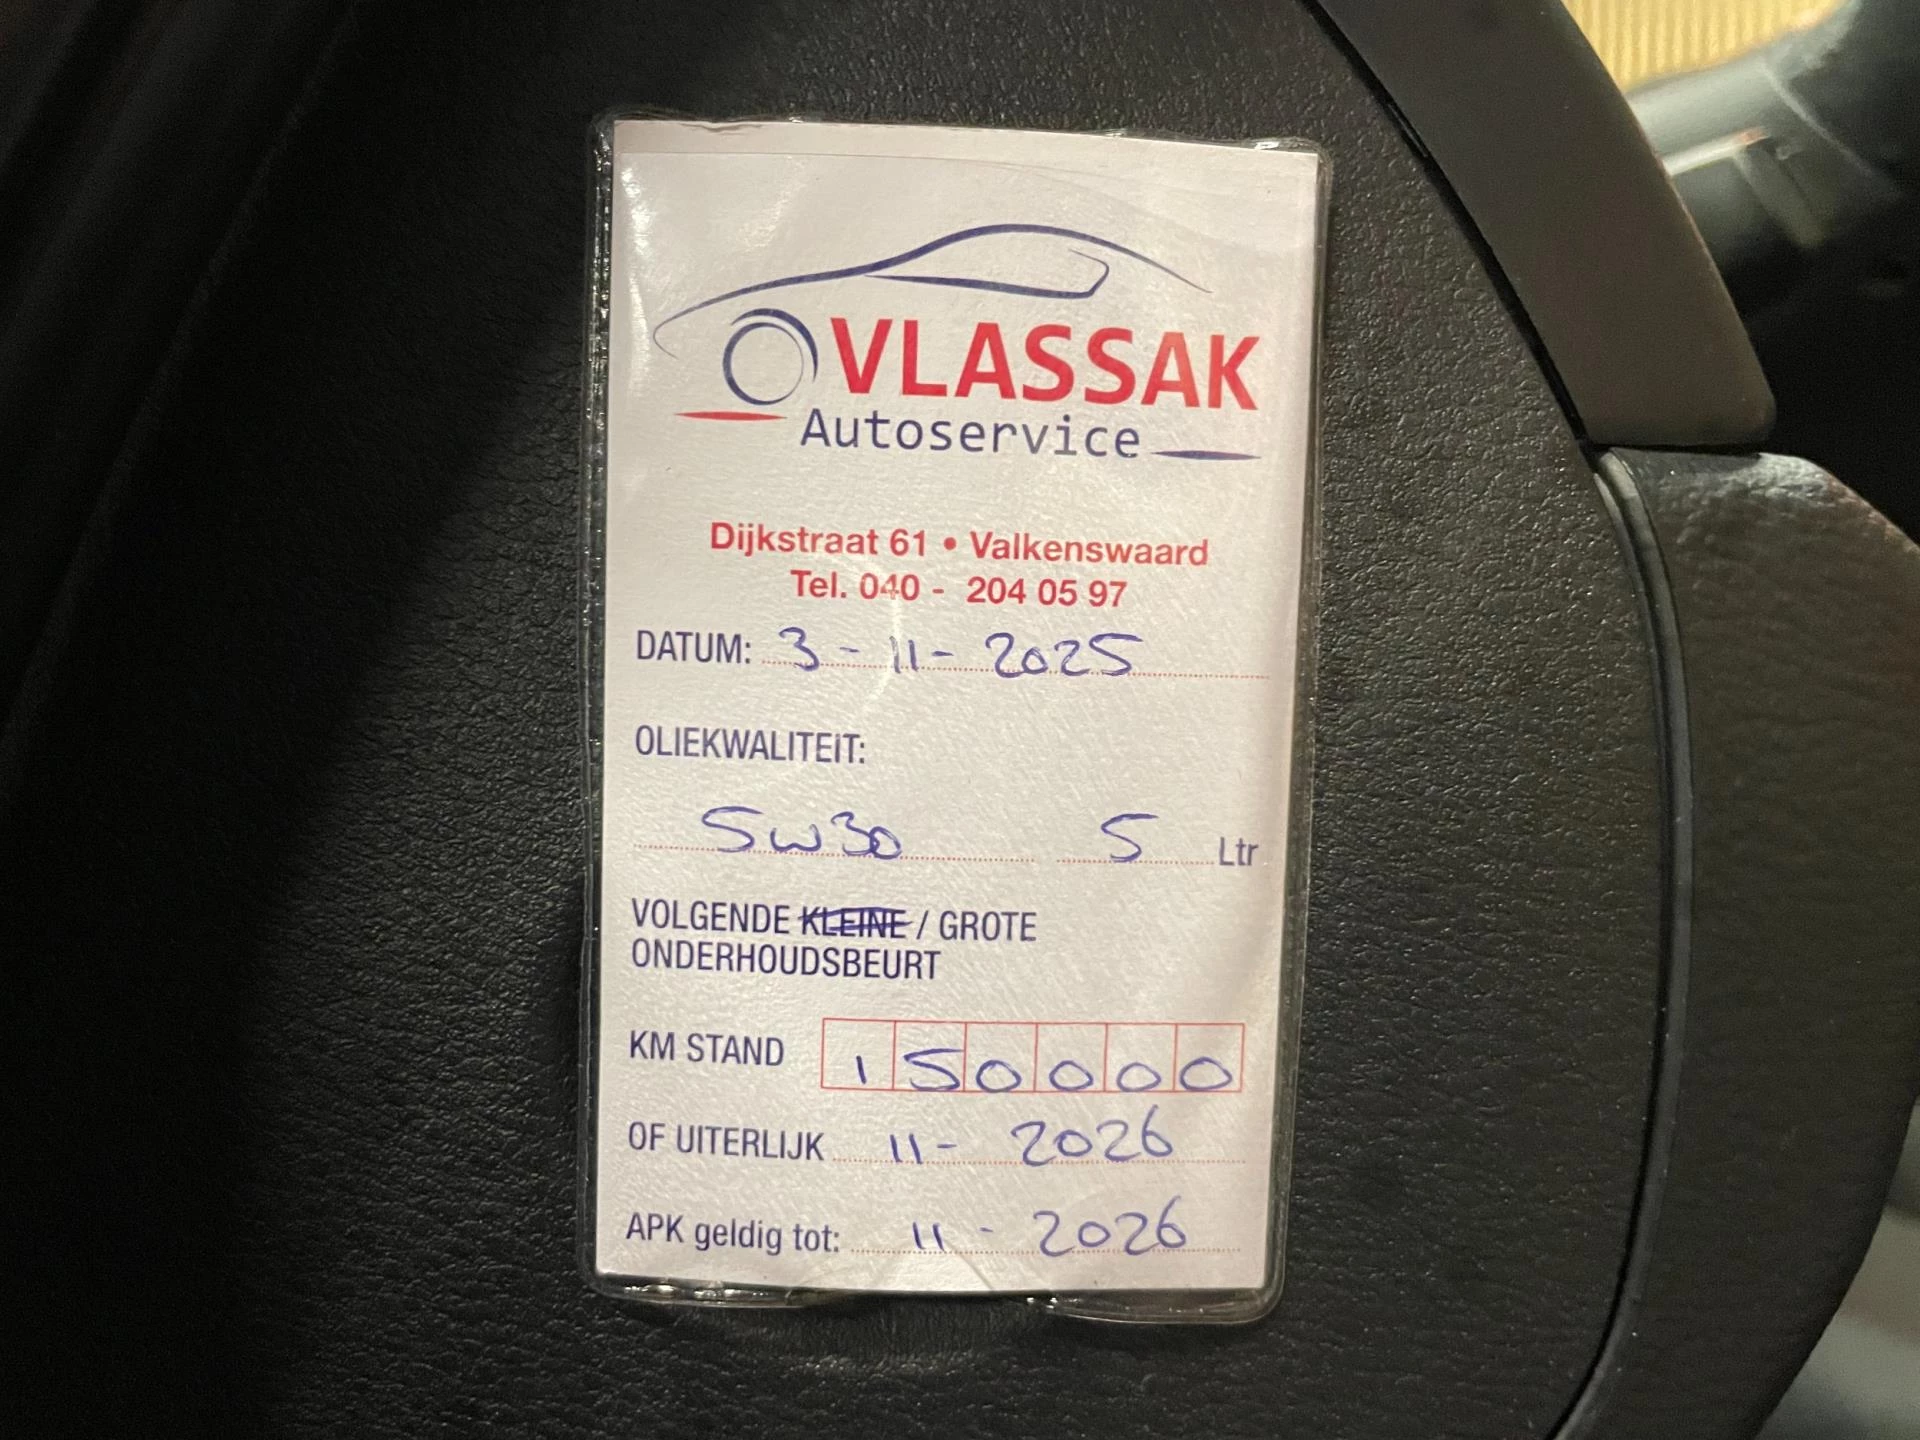 VLASSAK
Autoservice
Dijkstraat 61 • Valkenswaard
Tel. 040 - 204 05 97
DATUM: 3-11-2025
OLIEKWALITEIT:
5W30 5 Ltr
VOLGENDE KLEINE / GROTE
ONDERHOUDSBEURT
KM STAND 150000
OF UITERLIJK 11-2026
APK geldig tot: 11-2026